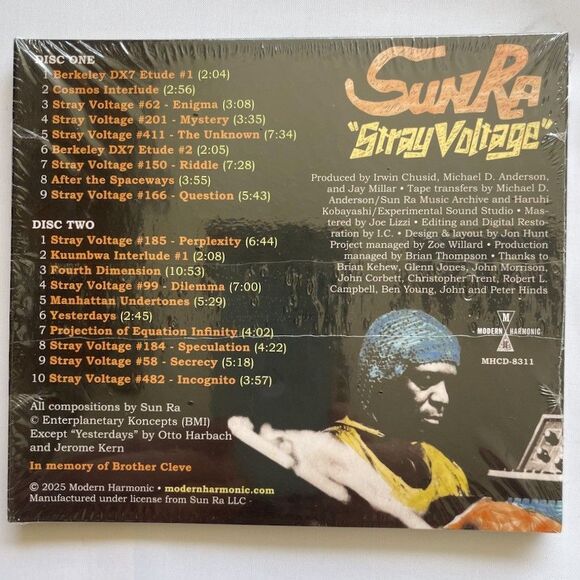 DISC ONE
1 Berkeley DX7 Etude #1 (2:04)
2 Cosmos Interlude (2:56)
3 Stray Voltage #62 - Enigma (3:08)
4 Stray Voltage #201 - Mystery (3:35)
5 Stray Voltage #411 - The Unknown (7:34)
6 Berkeley DX7 Etude #2 (2:05)
7 Stray Voltage #150 - Riddle (7:28)
8 After the Spaceways (3:55)
9 Stray Voltage #166 - Question (5:43)
DISC TWO
1 Stray Voltage #185 - Perplexity (6:44)
2 Kuumbwa Interlude #1 (2:08)
3 Fourth Dimension (10:53)
4 Stray Voltage #99 - Dilemma (7:00)
5 Manhattan Undertones (5:29)
6 Yesterdays (2:45)
7 Projection of Equation Infinity (4:02)
8 Stray Voltage #184 - Speculation (4:22)
9 Stray Voltage #58 - Secrecy (5:18)
10 Stray Voltage #482 - Incognito (3:57)
All compositions by Sun Ra
© Enterplanetary Koncepts (BMI)
Except "Yesterdays" by Otto Harbach
and Jerome Kern
In memory of Brother Cleve
© 2025 Modern Harmonic • modernharmonic.com
Manufactured under license from Sun Ra LLC
SUN RA
"Stray Voltage"
Produced by Irwin Chusid, Michael D. Anderson,
and Jay Millar • Tape transfers by Michael D.
Anderson/Sun Ra Music Archive and Haruhi
Kobayashi/Experimental Sound Studio • Mas-
tered by Joe Lizzi • Editing and Digital Resto-
ration by I.C. • Design & layout by Jon Hunt
Project managed by Zoe Willard • Production
managed by Brian Thompson • Thanks to
Brian Kehew, Glenn Jones, John Morrison,
John Corbett, Christopher Trent, Robert L.
Campbell, Ben Young, John and Peter Hinds
MODERN HARMONIC
MHCD-8311